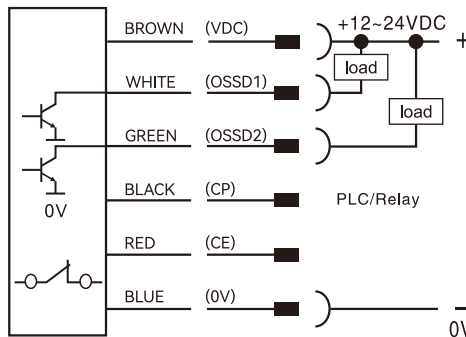 BROWN (VDC) +12~24VDC +
load
WHITE (OSSD1)
load
GREEN (OSSD2)
0V
BLACK (CP) PLC/Relay
RED (CE)
BLUE (0V) -
0V